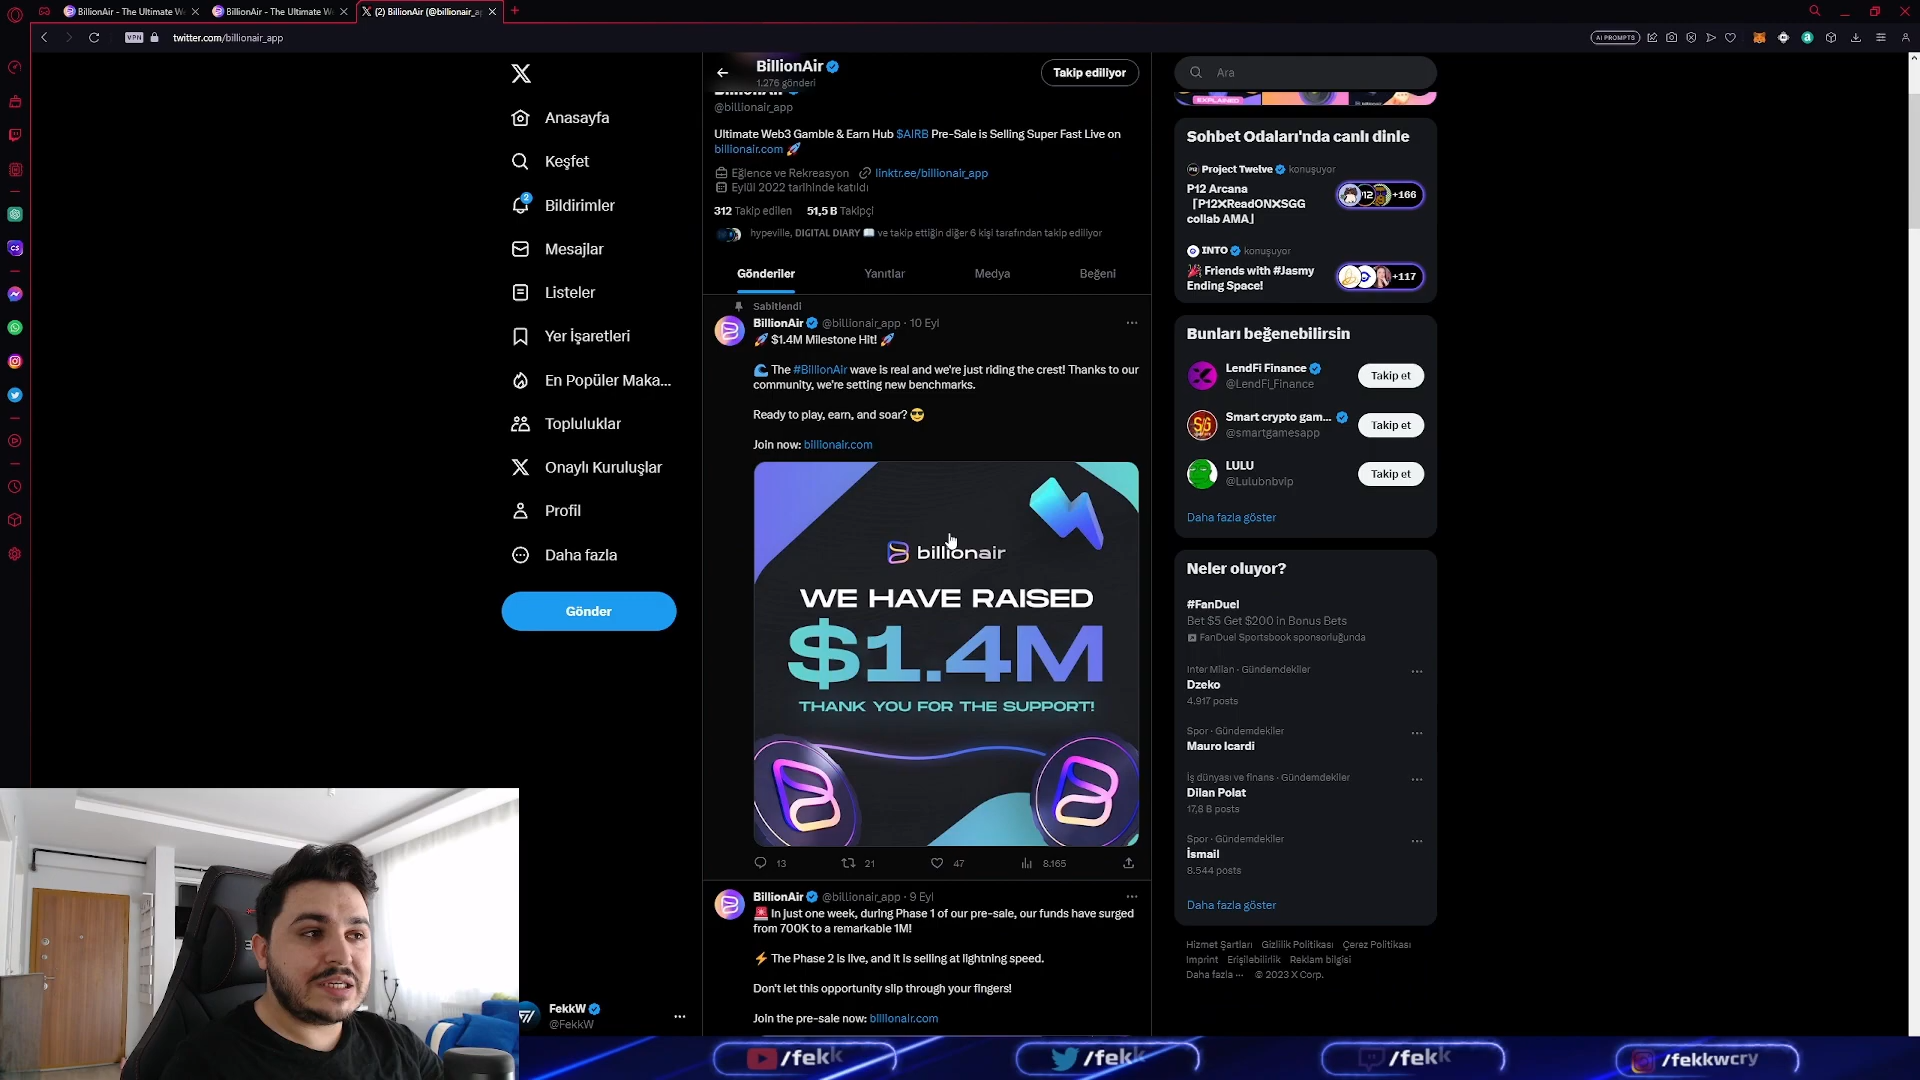 BillionAir - The Ultimate W
BillionAir - The Ultimate W
(2) BillionAir (@billionair_a
VPN
twitter.com/billionair_app
AI PROMPTS
Anasayfa
Keşfet
2
Bildirimler
Mesajlar
Listeler
Yer İşaretleri
En Popüler Maka...
Topluluklar
Onaylı Kuruluşlar
Profil
Daha fazla
Gönder
FekkW
@FekkW
BillionAir
1.276 gönderi
Takip ediliyor
@billionair_app
Ultimate Web3 Gamble & Earn Hub $AIRB Pre-Sale is Selling Super Fast Live on
billionair.com 🚀
Eğlence ve Rekreasyon linktr.ee/billionair_app
Eylül 2022 tarihinde katıldı
312 Takip edilen 51,5 B Takipçi
hypeville, DIGITAL DIARY 📖 ve takip ettiğin diğer 6 kişi tarafından takip ediliyor
Gönderiler Yanıtlar Medya Beğeni
Sabitlendi
BillionAir @billionair_app · 10 Eyl
🚀 $1.4M Milestone Hit! 🚀
🌊 The #BillionAir wave is real and we're just riding the crest! Thanks to our
community, we're setting new benchmarks.
Ready to play, earn, and soar? 😎
Join now: billionair.com
billionair
WE HAVE RAISED
$1.4M
THANK YOU FOR THE SUPPORT!
13 21 47 8.165
BillionAir @billionair_app · 9 Eyl
🚨 In just one week, during Phase 1 of our pre-sale, our funds have surged
from 700K to a remarkable 1M!
⚡ The Phase 2 is live, and it is selling at lightning speed.
Don't let this opportunity slip through your fingers!
Join the pre-sale now: billionair.com
Ara
EXPLAINED
Sohbet Odaları'nda canlı dinle
Project Twelve konuşuyor
P12 Arcana
「P12XReadONXSGG
collab AMA」
+166
INTO konuşuyor
🎉 Friends with #Jasmy
Ending Space!
+117
Bunları beğenebilirsin
LendFi Finance
@LendFi_Finance
Takip et
Smart crypto gam...
@smartgamesapp
Takip et
LULU
@Lulubnbvip
Takip et
Daha fazla göster
Neler oluyor?
#FanDuel
Bet $5 Get $200 in Bonus Bets
FanDuel Sportsbook sponsorluğunda
Inter Milan · Gündemdekiler
Dzeko
4.917 posts
Spor · Gündemdekiler
Mauro Icardi
İş dünyası ve finans · Gündemdekiler
Dilan Polat
17,8 B posts
Spor · Gündemdekiler
İsmail
8.544 posts
Daha fazla göster
Hizmet Şartları Gizlilik Politikası Çerez Politikası
Imprint Erişilebilirlik Reklam bilgisi
Daha fazla ··· © 2023 X Corp.
/fekk
/fekk
/fekk
/fekkwcry